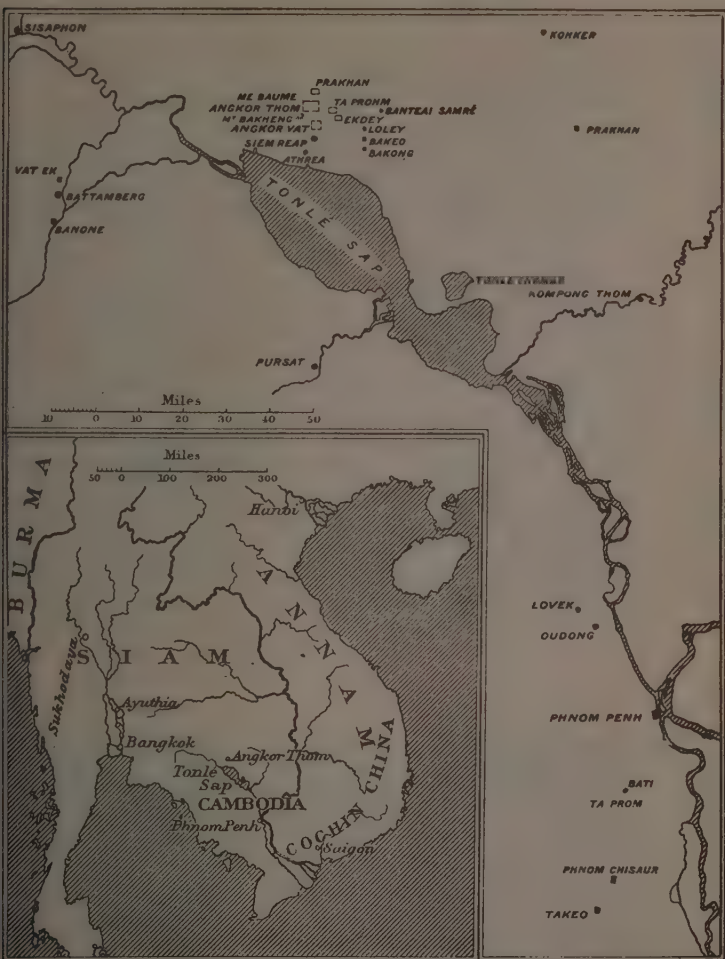 SISAPHON
KOHKER
PRAKHAN
ME BAUME
ANGKOR THOM
TA PROHM
BANTEAI SAMRÉ
Mt BAKHENG
EKDEY
ANGKOR VAT
LOLEY
PRAKHAN
SIEM REAP
BAKEO
ATHREA
BAKONG
VAT EK
BATTAMBERG
BANONE
TONLE SAP
KOMPONG THOM
PURSAT
Miles
10 0 10 20 30 40 50
LOVEK
OUDONG
PHNOM PENH
BATI
TA PROM
PHNOM CHISAUR
TAKEO
Miles
50 0 100 200 300
BURMA
Hanoi
ANNAM
SIAM
Sukhodaya
Ayuthia
Bangkok
Angkor Thom
Tonlé
Sap
CAMBODIA
Phnom Penh
COCHIN CHINA
Saigon